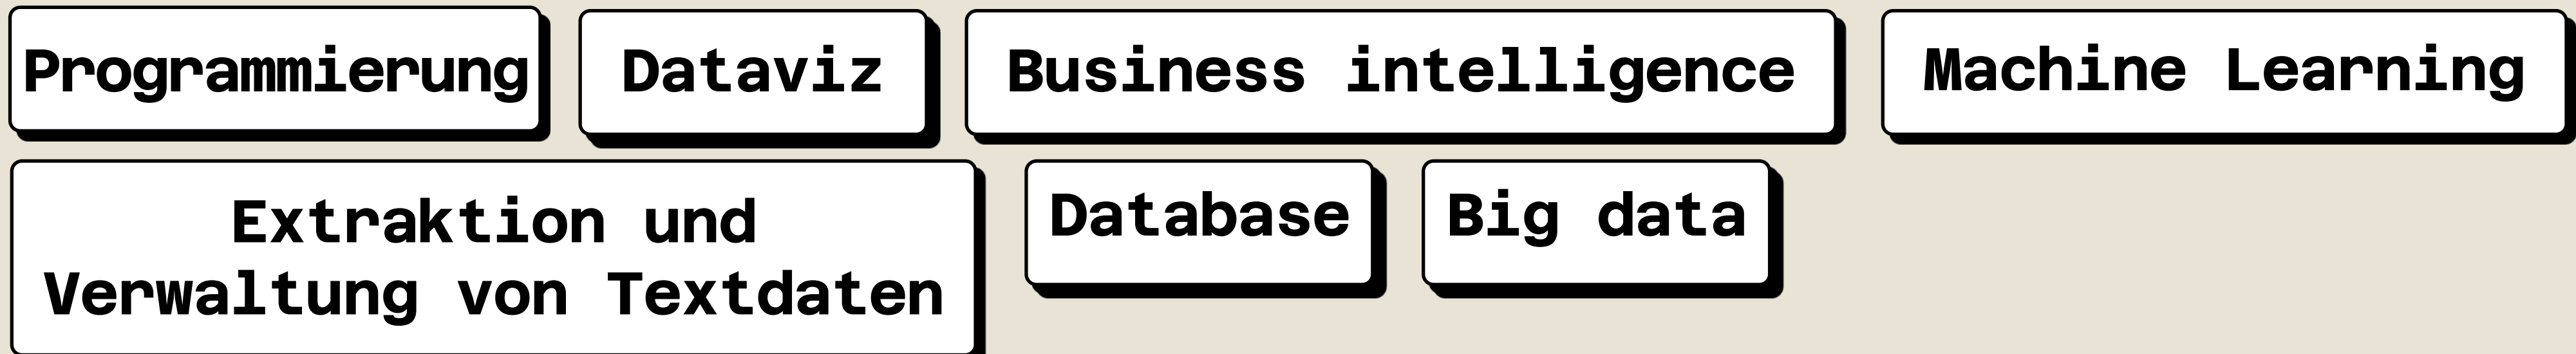 Programmierung
Dataviz
Business intelligence
Machine Learning
Extraktion und
Verwaltung von Textdaten
Database
Big data